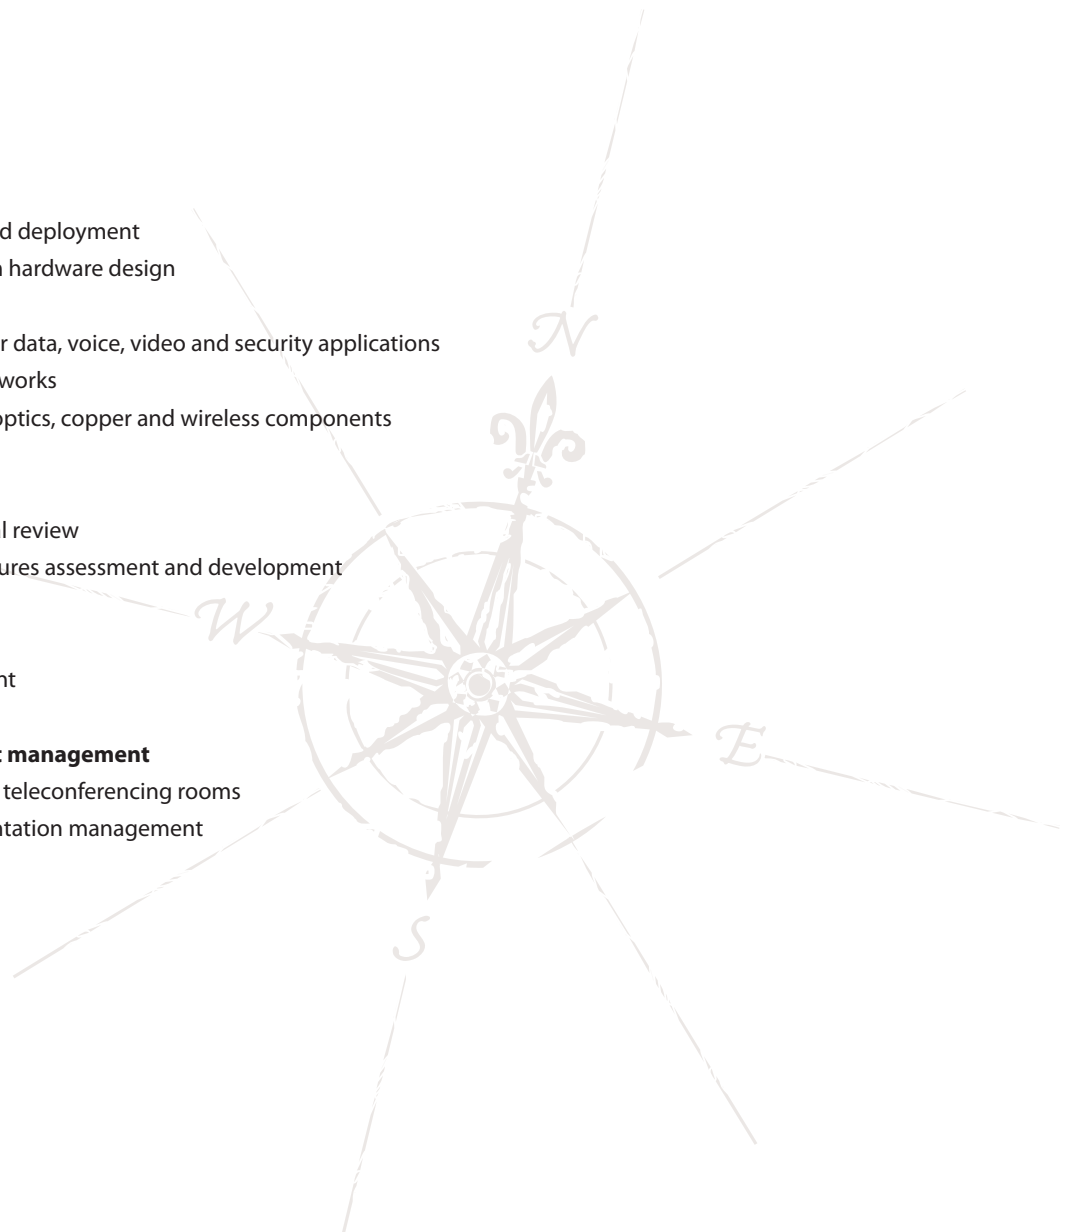 deployment
hardware design
data, voice, video and security applications
works
optics, copper and wireless components
review
ures assessment and development
nt
management
teleconferencing rooms
ntation management
N
W
E
S